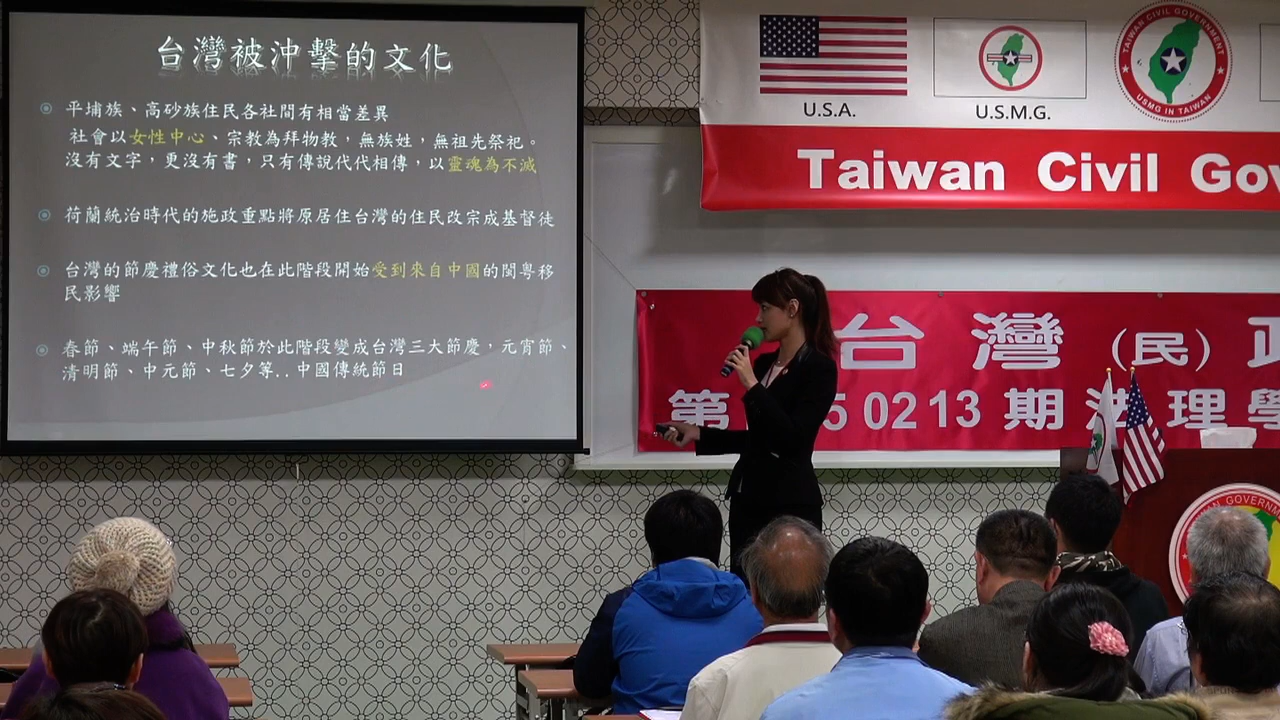 台灣被沖擊的文化
平埔族、高砂族住民各社間有相當差異
社會以女性中心、宗教為拜物教,無族姓,無祖先祭祀。
沒有文字,更沒有書,只有傳說代代相傳,以靈魂為不滅
荷蘭統治時代的施政重點將原居住台灣的住民改宗成基督徒
台灣的節慶禮俗文化也在此階段開始受到來自中國的閩粵移
民影響
春節、端午節、中秋節於此階段變成台灣三大節慶,元宵節、
清明節、中元節、七夕等..中國傳統節日
U.S.A.
U.S.M.G.
TAIWAN CIVIL GOVERNMENT
USMG IN TAIWAN
Taiwan Civil Gov
台灣(民)政
第 5 0213 期法理學